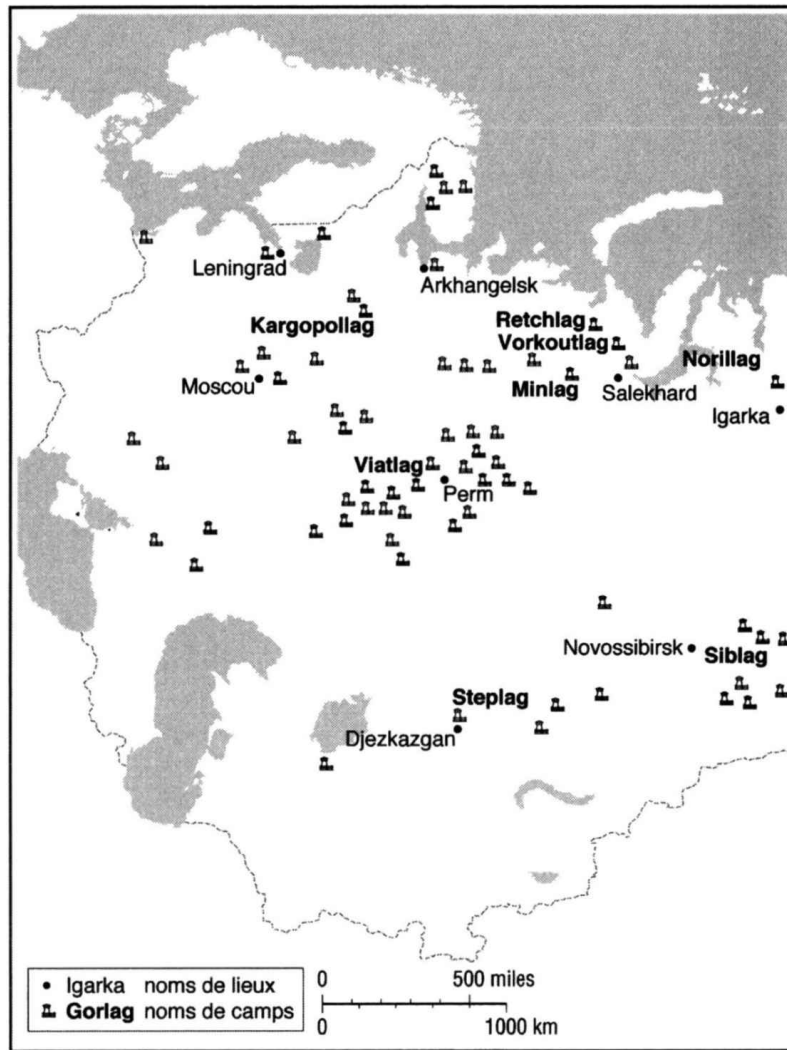 Leningrad
Arkhangelsk
Kargopollag
Retchlag
Vorkoutlag
Norillag
Moscou
Minlag
Salekhard
Igarka
Viatlag
Perm
Novossibirsk
Siblag
Steplag
Djezkazgan
Igarka noms de lieux
Gorlag noms de camps
0 500 miles
0 1000 km